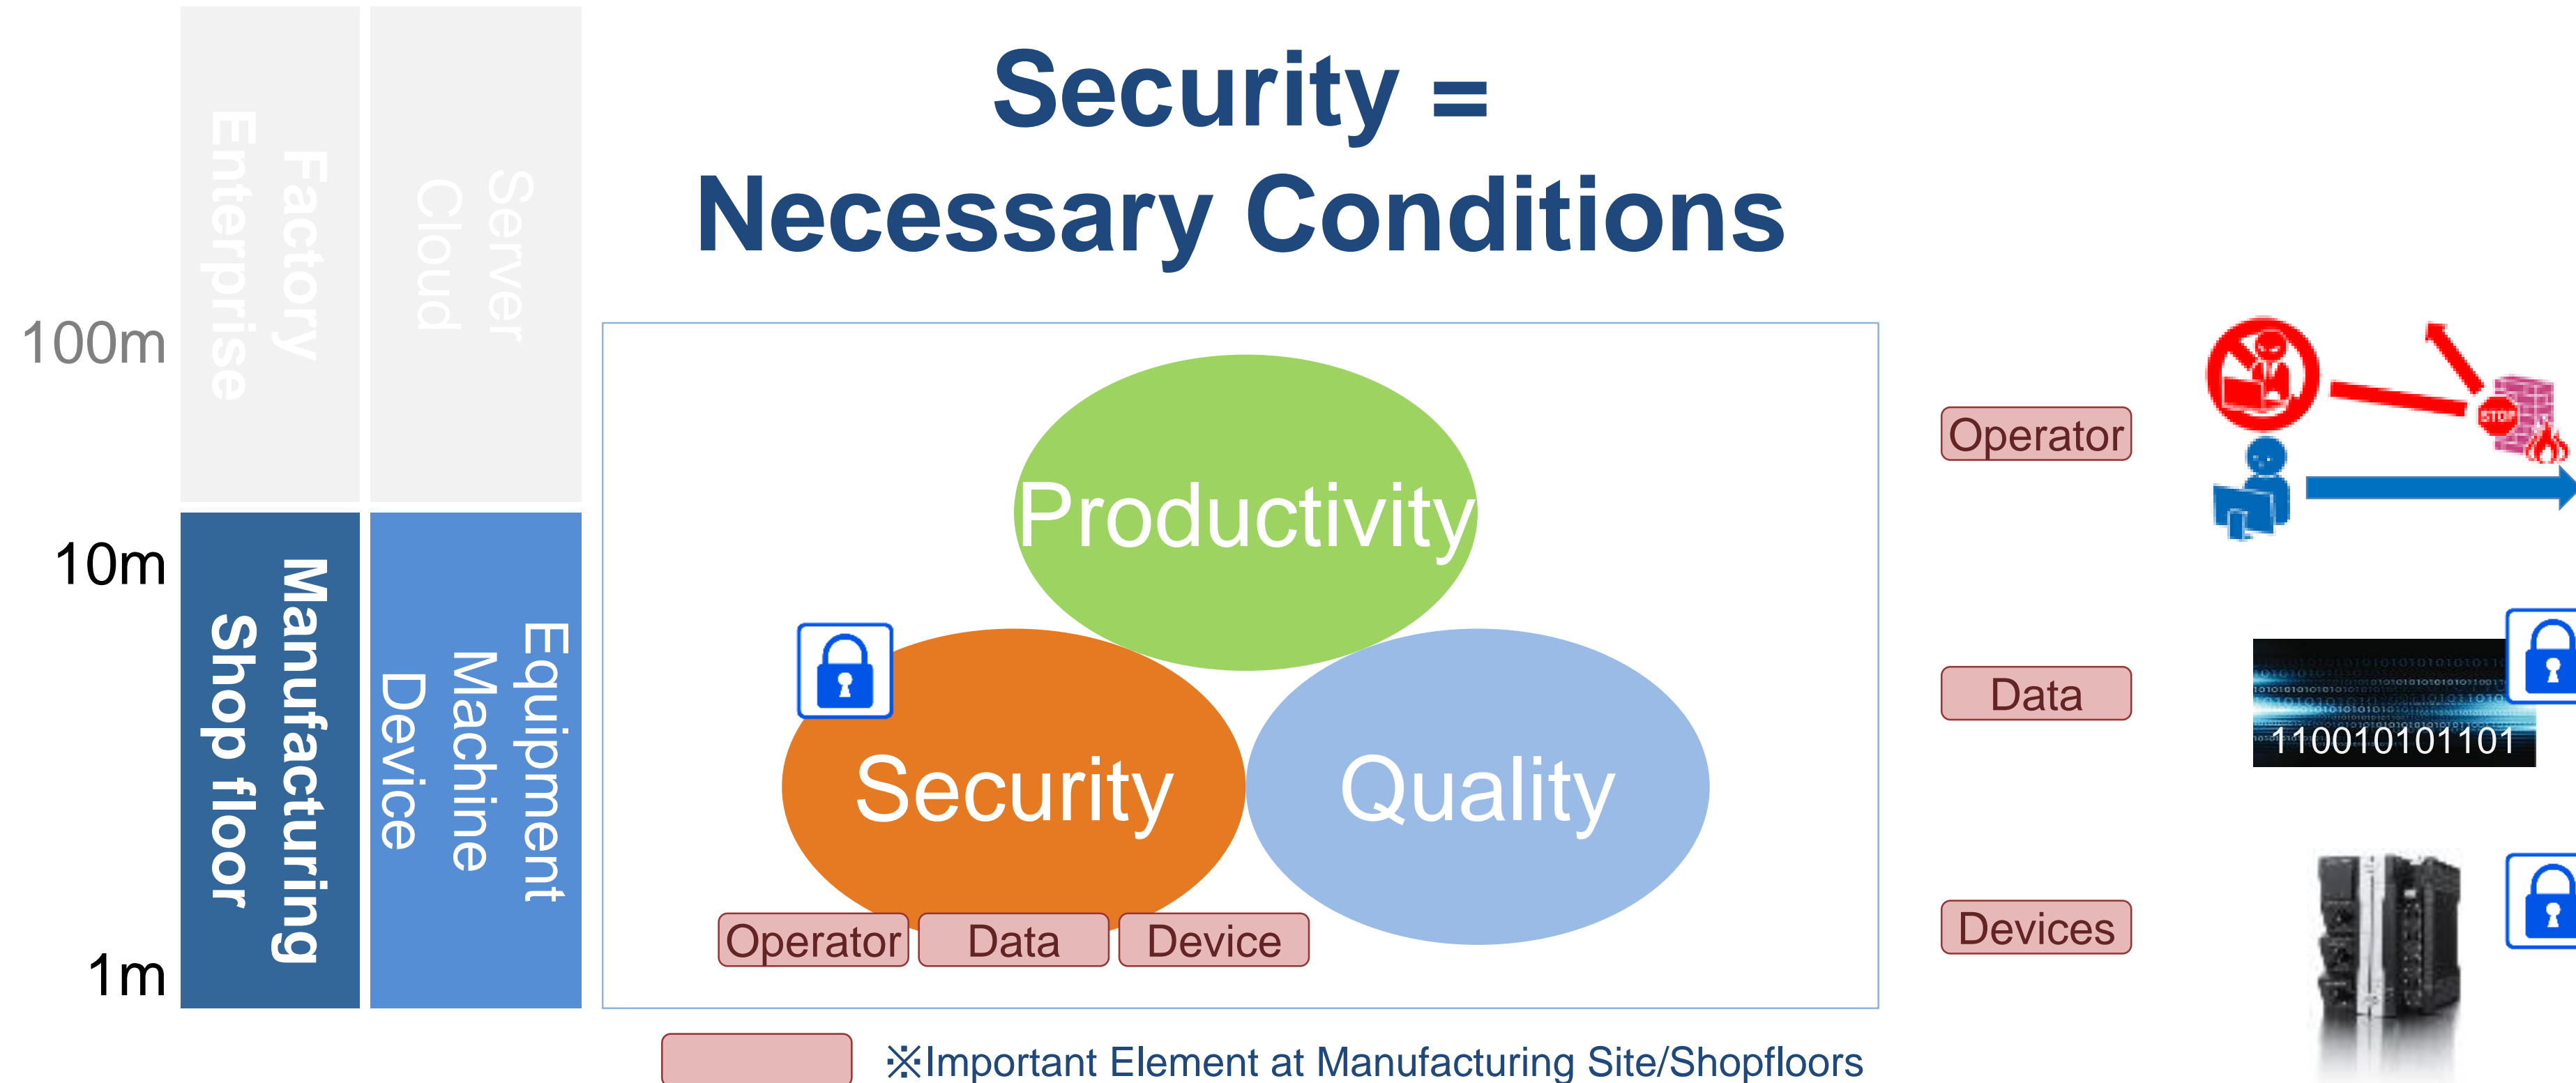 Security =
Necessary Conditions
Factory
Enterprise
Server
Cloud
100m
10m
1m
Manufacturing
Shop floor
Equipment
Machine
Device
Productivity
Security
Quality
Operator
Data
Device
※Important Element at Manufacturing Site/Shopfloors
Operator
STOP
Data
110010101101
Devices